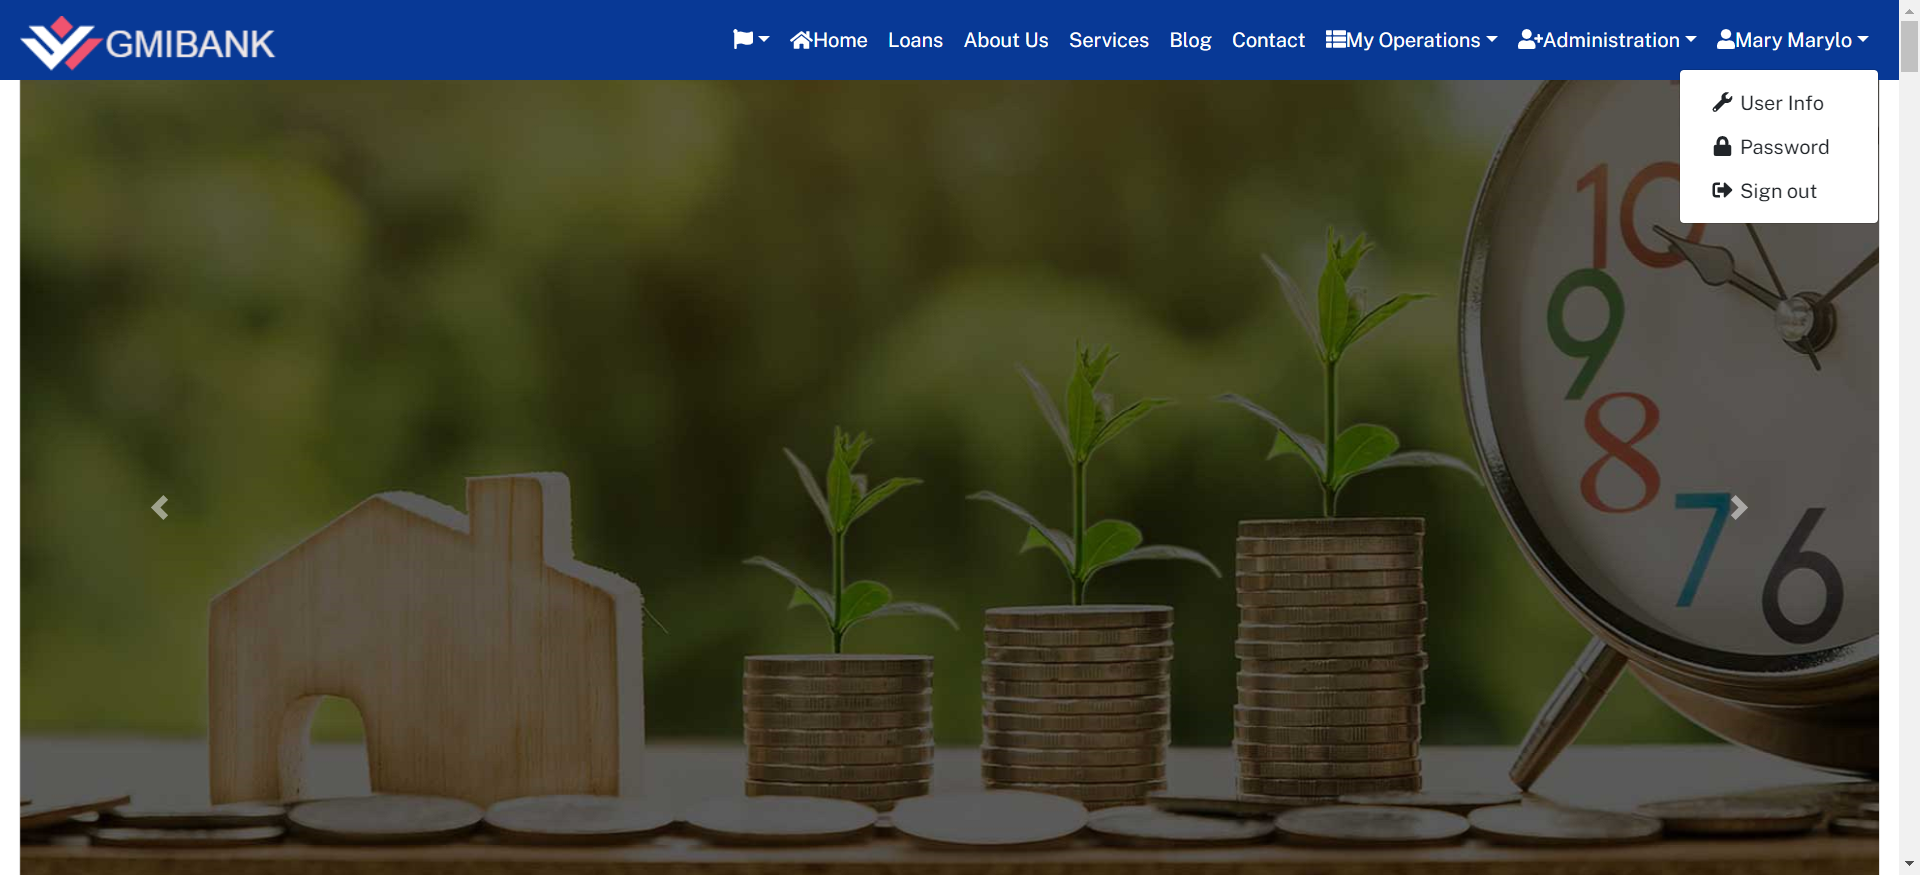 GMIBANK
Home Loans About Us Services Blog Contact My Operations Administration Mary Marylo
User Info
Password
Sign out
10
9
8
7
6